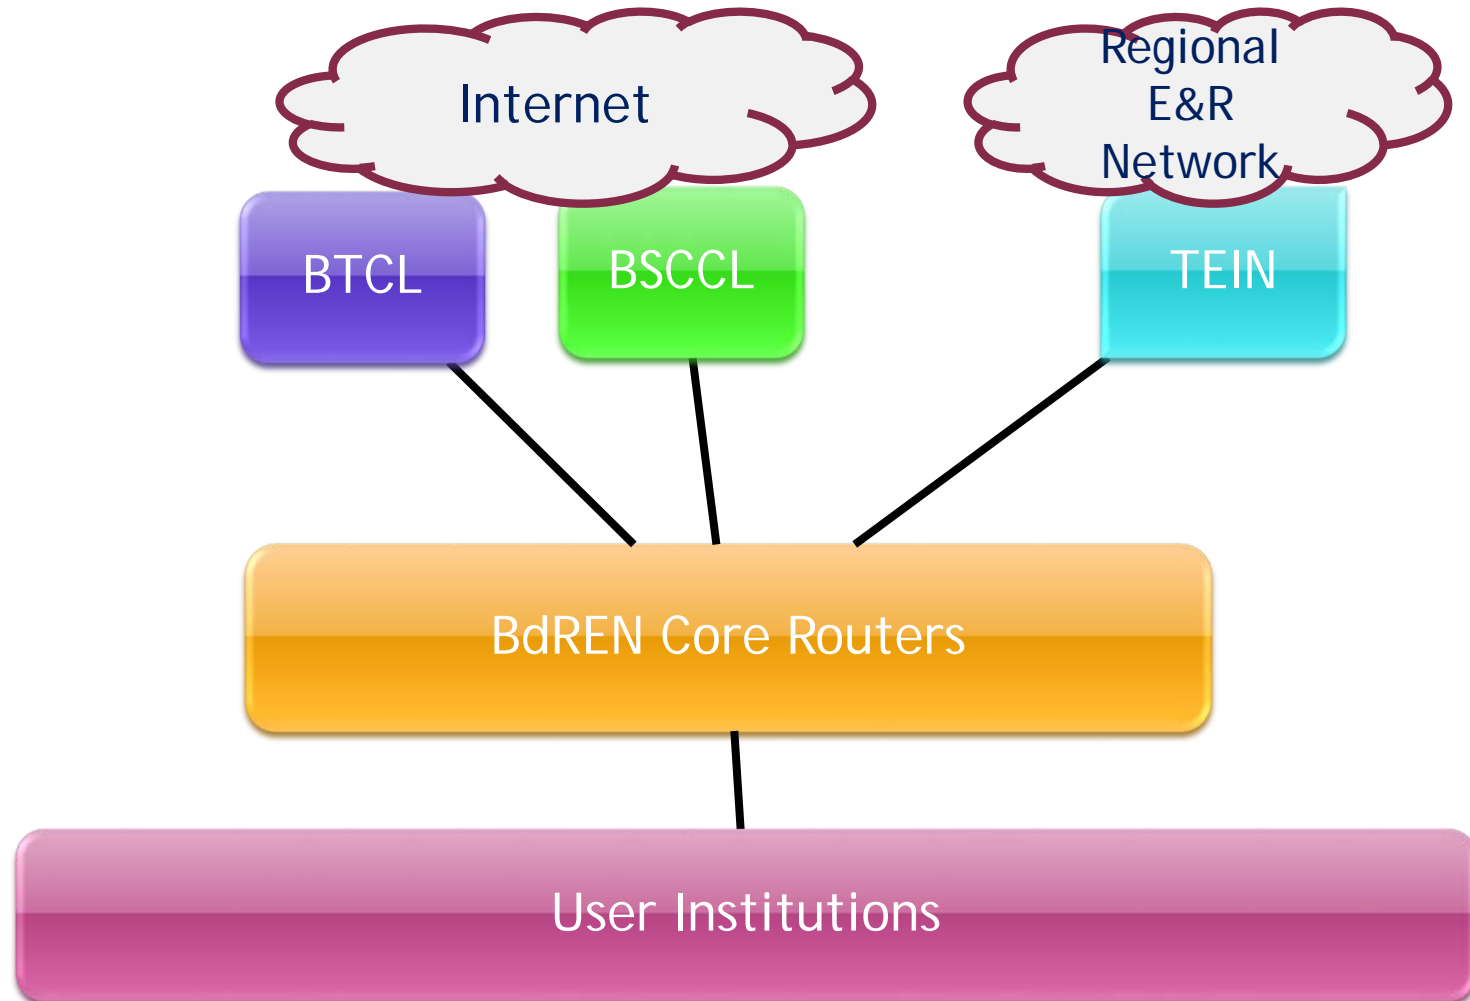 Internet
Regional
E&R
Network
BTCL
BSCCL
TEIN
BdREN Core Routers
User Institutions